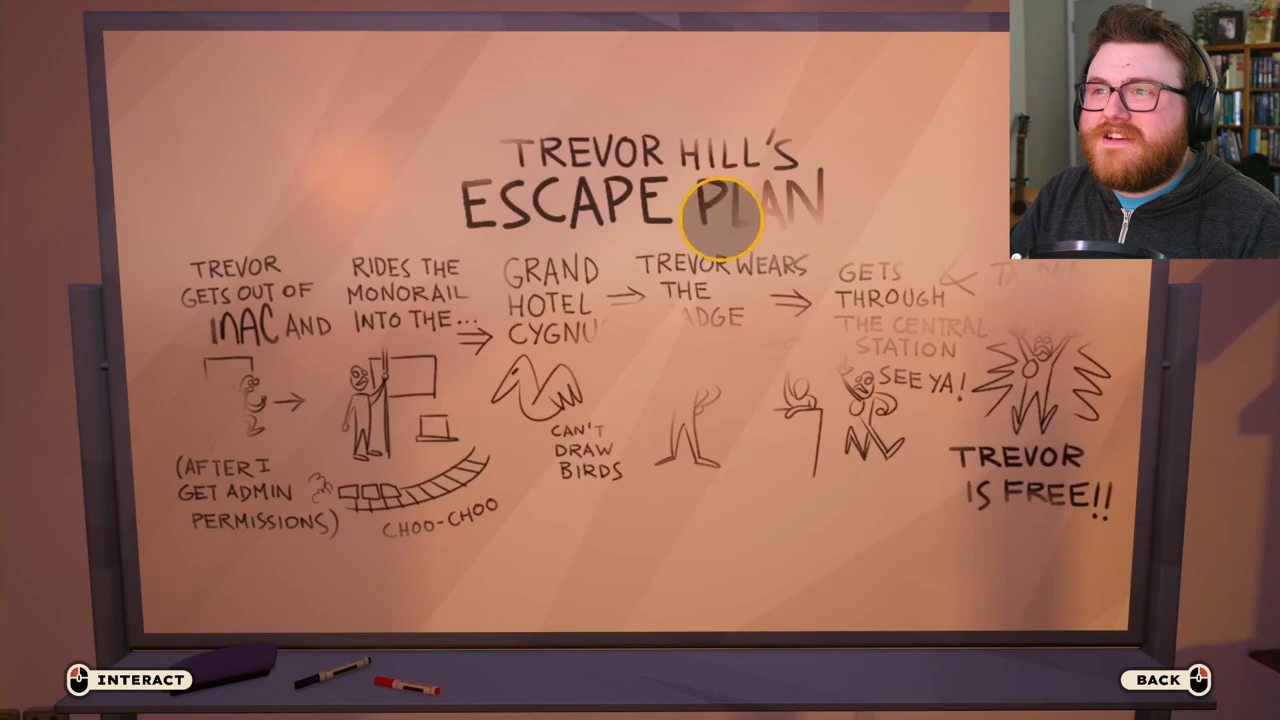 TREVOR HILL'S
ESCAPE PLAN
TREVOR
GETS OUT OF
INAC AND
(AFTER I
GET ADMIN
PERMISSIONS)
RIDES THE
MONORAIL
INTO THE...
CHOO-CHOO
GRAND
HOTEL
CYGNU
CAN'T
DRAW
BIRDS
TREVOR WEARS
THE
ADGE
GETS
THROUGH
THE CENTRAL
STATION
SEE YA!
&
TREVOR
IS FREE!!
INTERACT
BACK